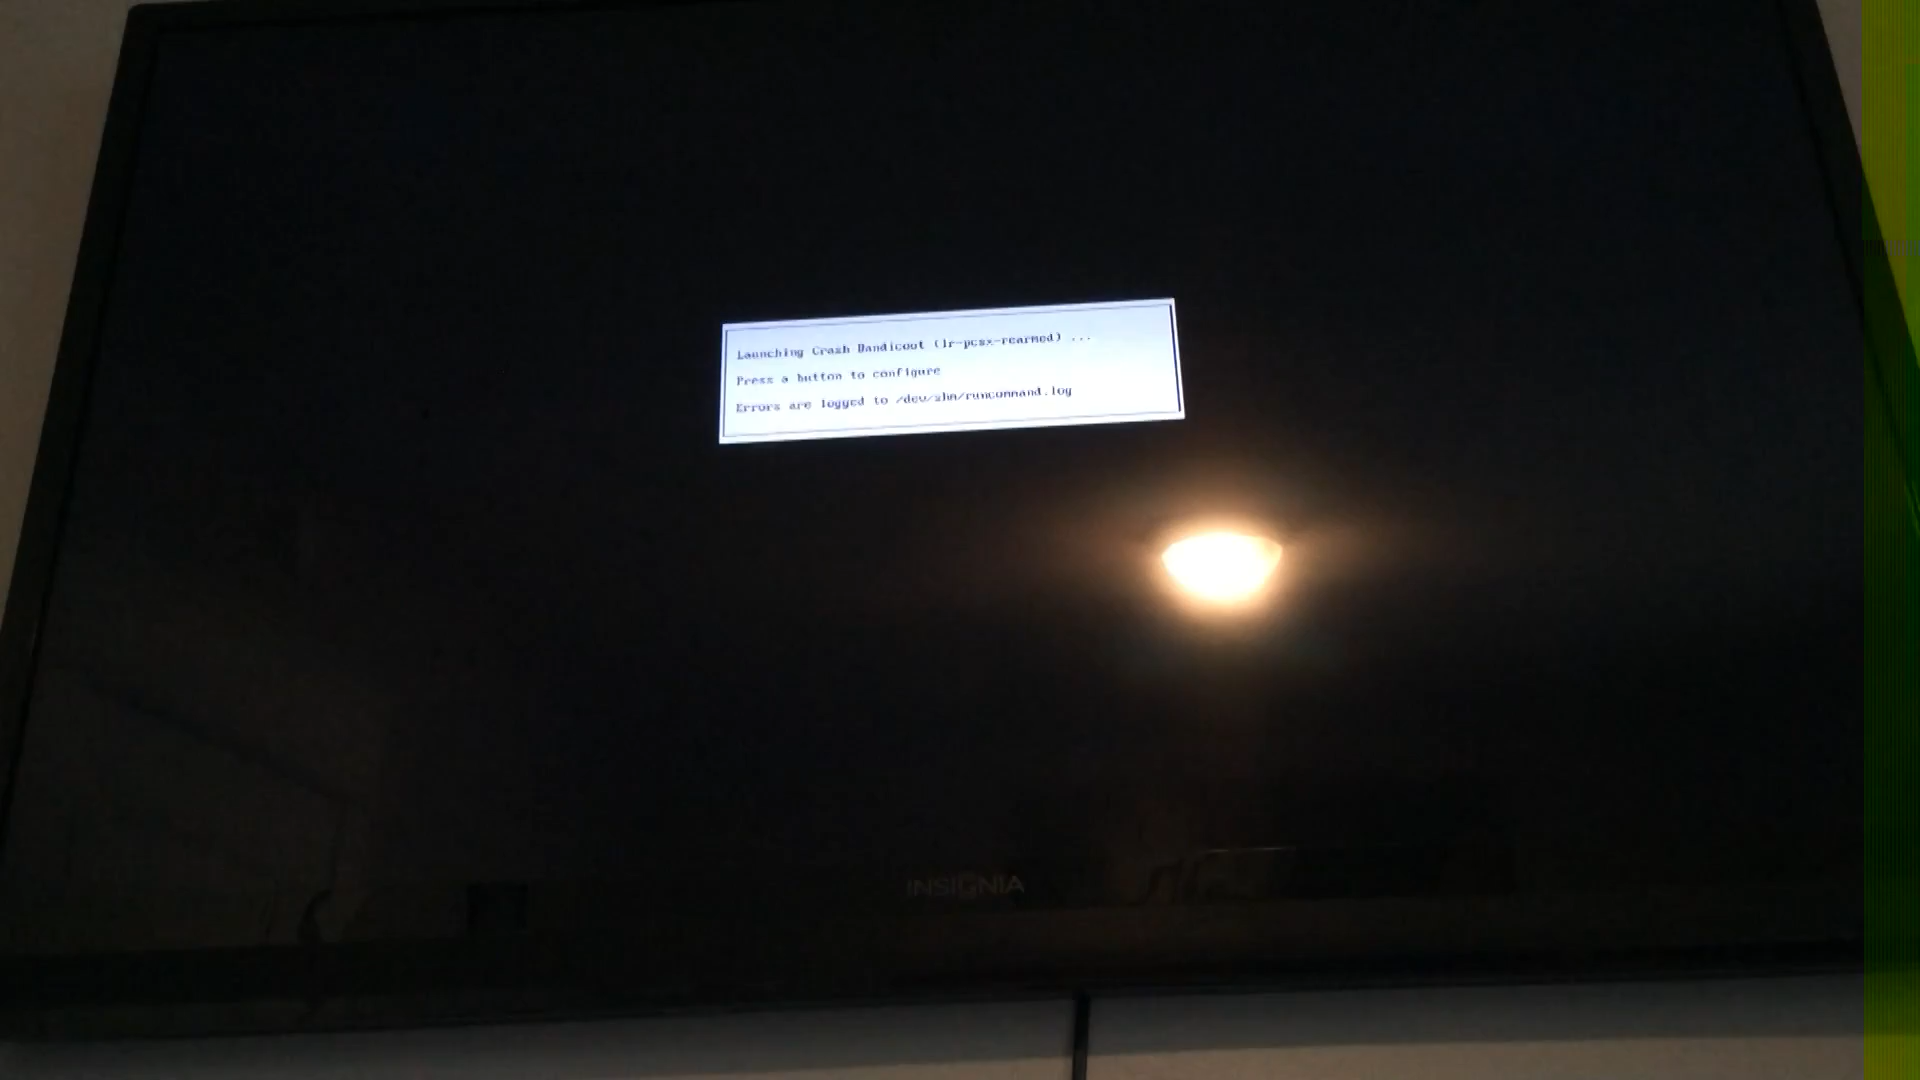 Launching Crash Bandicoot (lr-pcsx-rearmed) ...
Press a button to configure
Errors are logged to /dev/shm/runcommand.log
INSIGNIA